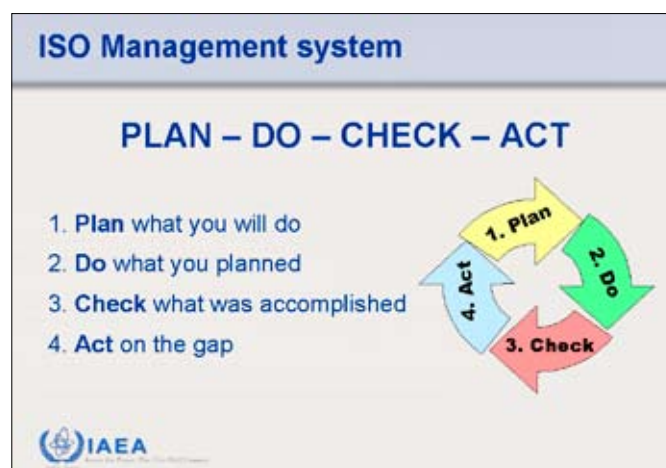 ISO Management system
PLAN – DO – CHECK – ACT
1. Plan what you will do
2. Do what you planned
3. Check what was accomplished
4. Act on the gap
1. Plan
2. Do
3. Check
4. Act
IAEA